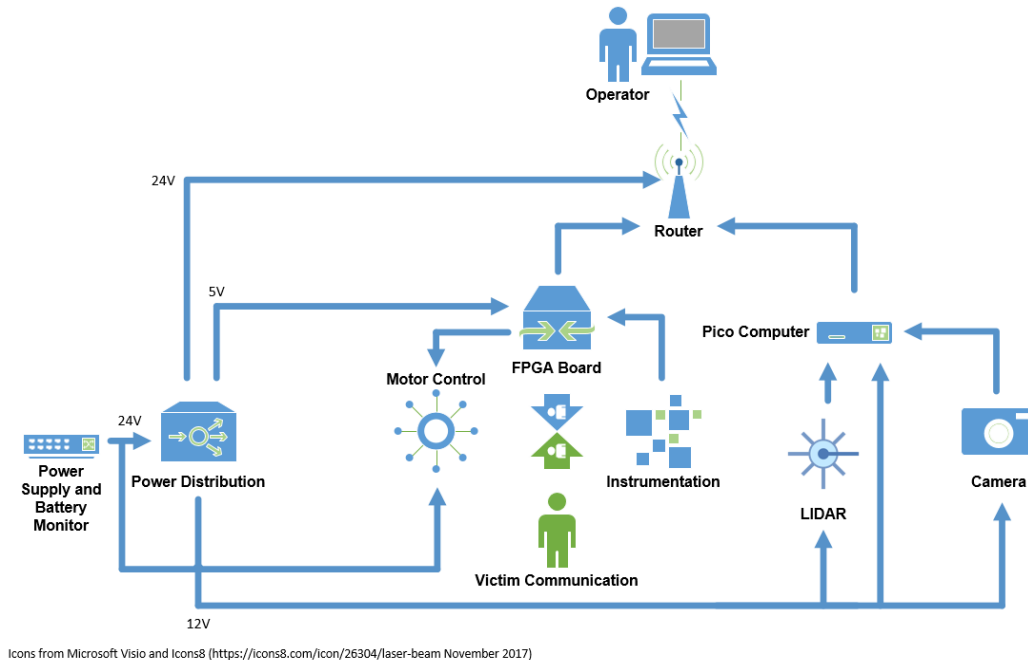 Operator
24V
Router
5V
Pico Computer
FPGA Board
Motor Control
24V
Power Distribution
Instrumentation
Camera
Power
Supply and
Battery
Monitor
LIDAR
Victim Communication
12V
Icons from Microsoft Visio and Icons8 (https://icons8.com/icon/26304/laser-beam November 2017)